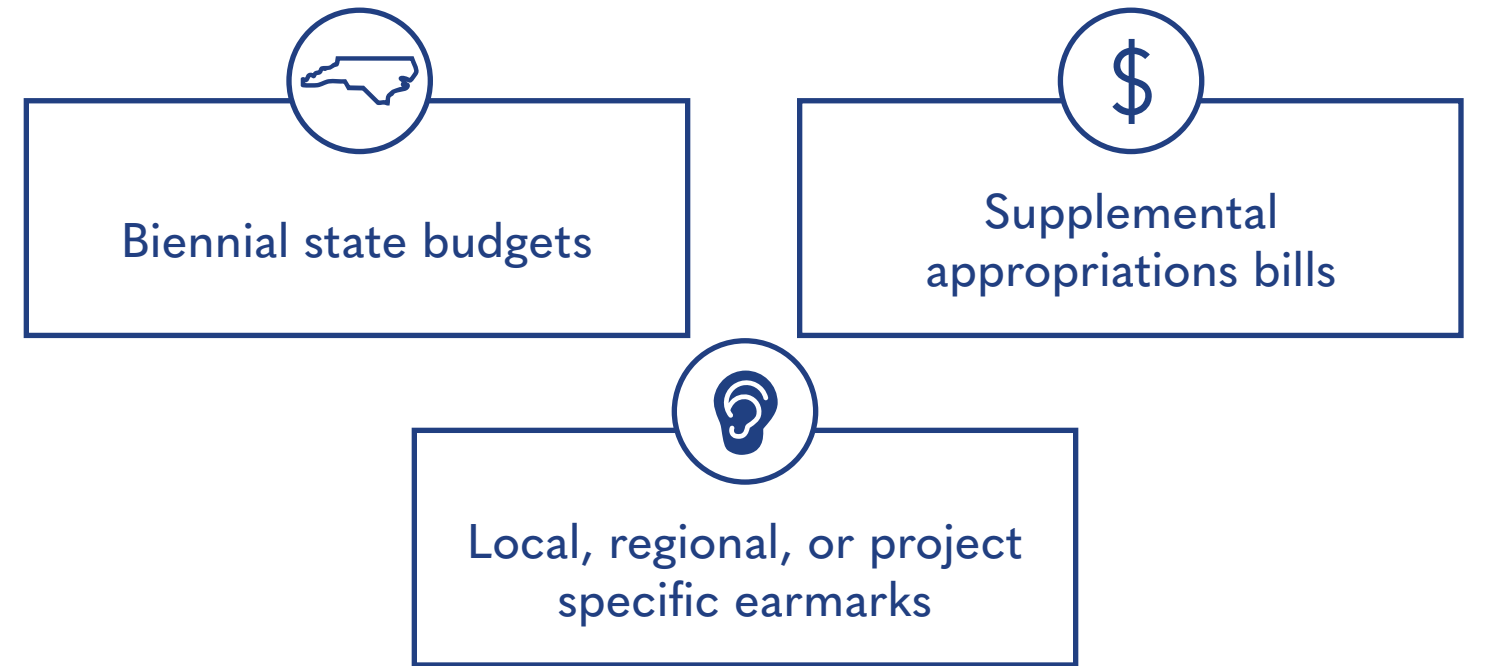 Biennial state budgets
Supplemental
appropriations bills
Local, regional, or project
specific earmarks